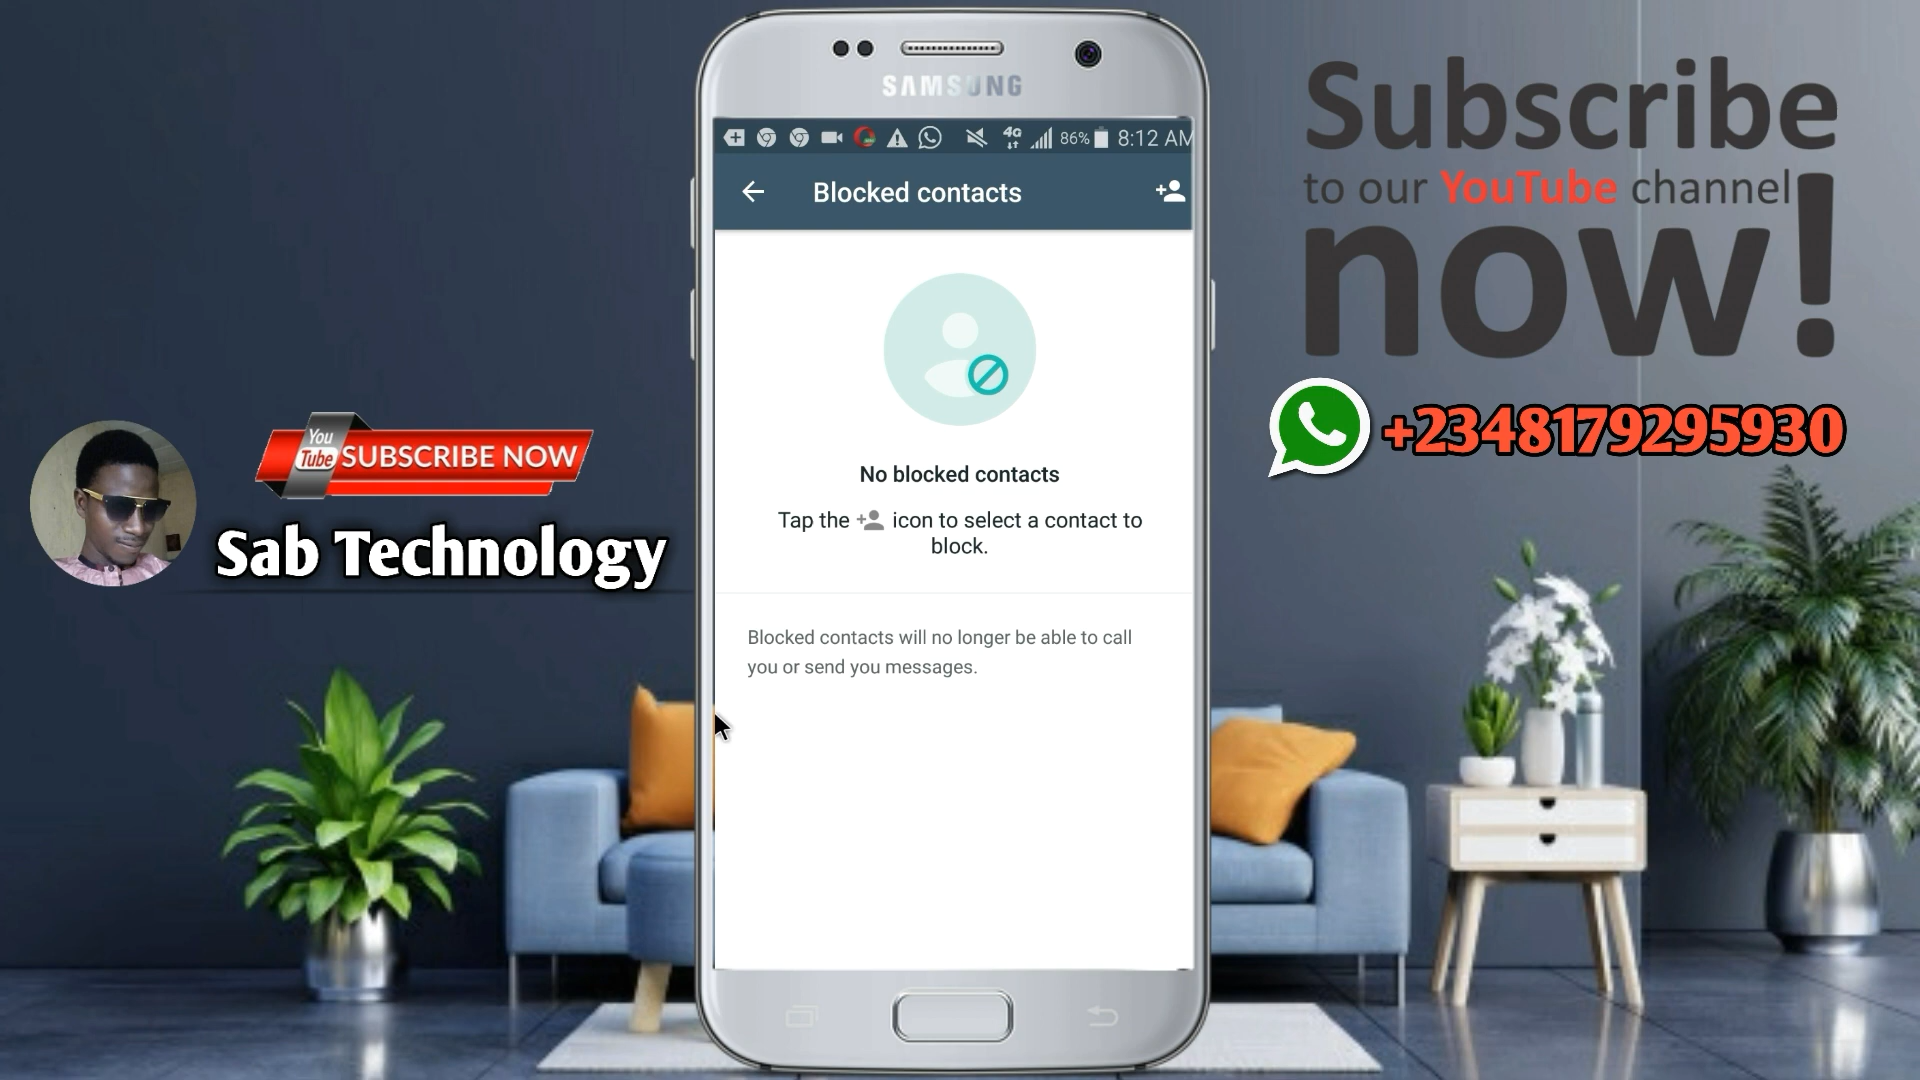 SAMSUNG
4G 86% 8:12 AM
Blocked contacts
No blocked contacts
Tap the icon to select a contact to
block.
Blocked contacts will no longer be able to call
you or send you messages.
You
Tube SUBSCRIBE NOW
Sab Technology
Subscribe
to our YouTube channel
now!
+2348179295930